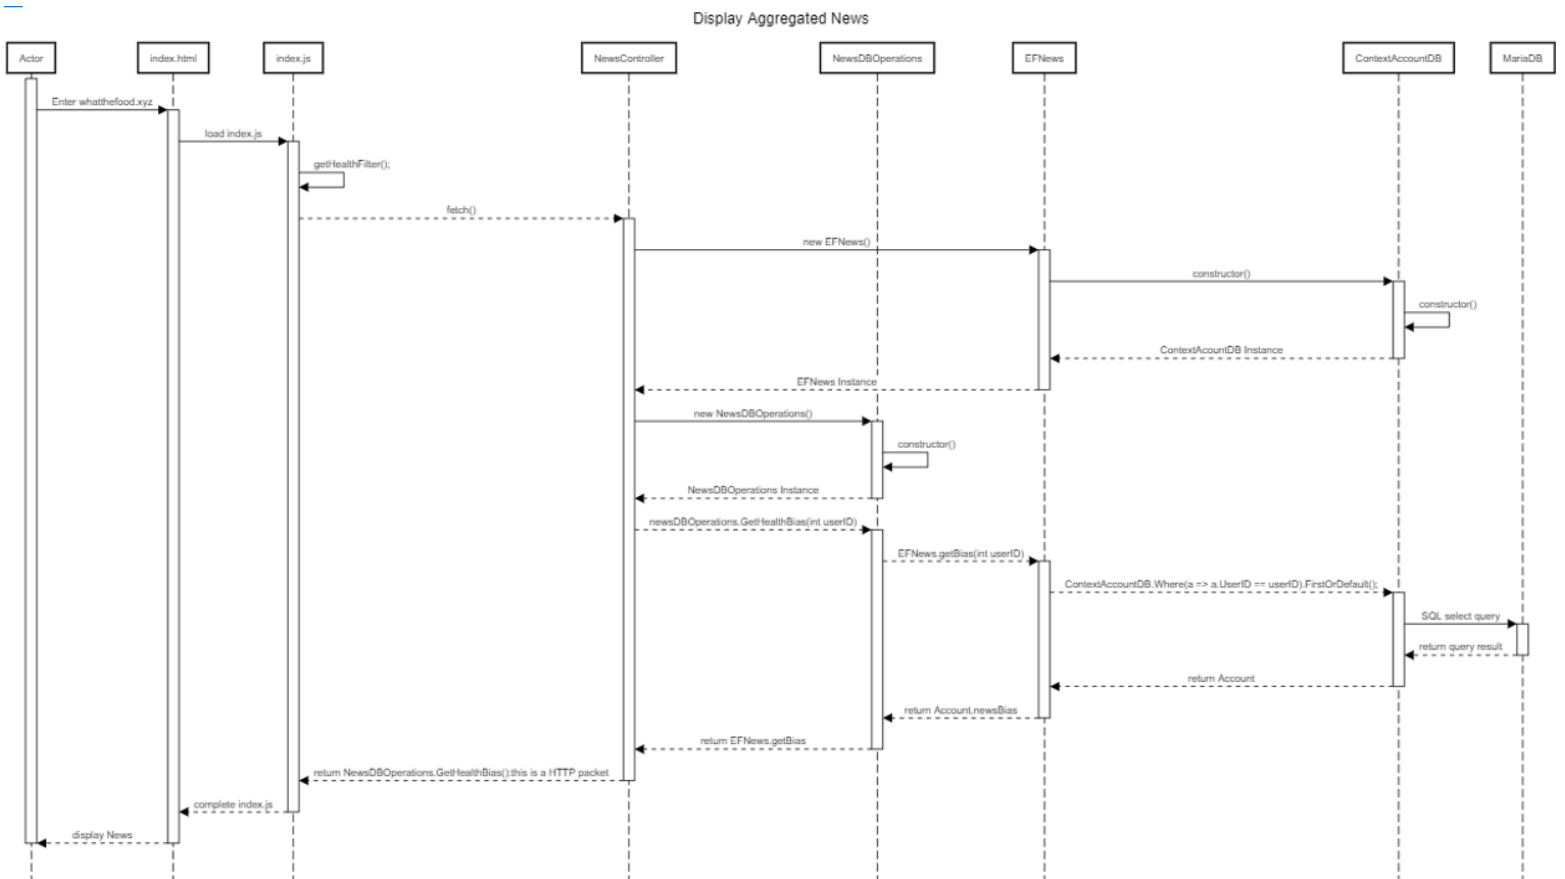 Display Aggregated News
Actor
index.html
index.js
NewsController
NewsDBOperations
EFNews
ContextAccountDB
MariaDB
Enter whatthefood.xyz
load index.js
getHealthFilter();
fetch()
new EFNews()
constructor()
constructor()
ContextAcountDB Instance
EFNews Instance
new NewsDBOperations()
constructor()
NewsDBOperations Instance
newsDBOperations.GetHealthBias(int userID)
EFNews.getBias(int userID)
ContextAccountDB.Where(a => a.UserID == userID).FirstOrDefault();
SQL select query
return query result
return Account
return Account.newsBias
return EFNews.getBias
return NewsDBOperations.GetHealthBias():this is a HTTP packet
complete index.js
display News